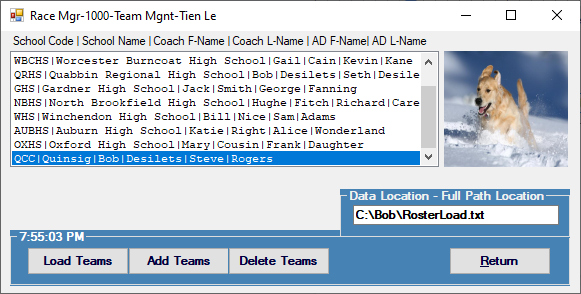 Race Mgr-1000-Team Mgnt-Tien Le
School Code | School Name | Coach F-Name | Coach L-Name | AD F-Name| AD L-Name
WBCHS|Worcester Burncoat High School|Gail|Cain|Kevin|Kane
QRHS|Quabbin Regional High School|Bob|Desilets|Seth|Desile
GHS|Gardner High School|Jack|Smith|George|Fanning
NBHS|North Brookfield High School|Hughe|Fitch|Richard|Care
WHS|Winchendon High School|Bill|Nice|Sam|Adams
AUBHS|Auburn High School|Katie|Right|Alice|Wonderland
OXHS|Oxford High School|Mary|Cousin|Frank|Daughter
QCC|Quinsig|Bob|Desilets|Steve|Rogers
Data Location - Full Path Location
C:\Bob\RosterLoad.txt
7:55:03 PM
Load Teams
Add Teams
Delete Teams
Return